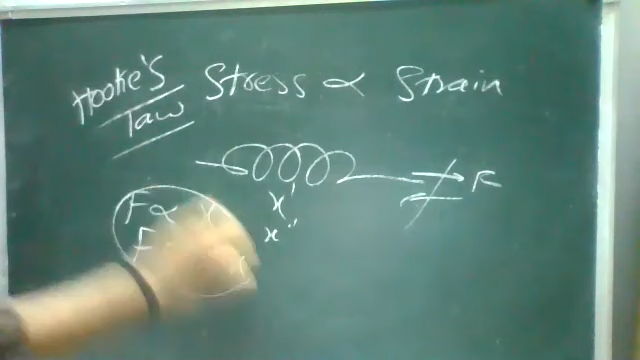 Hooke's
Law
Stress ∝ Strain
F
x'
x"
F ∝
F